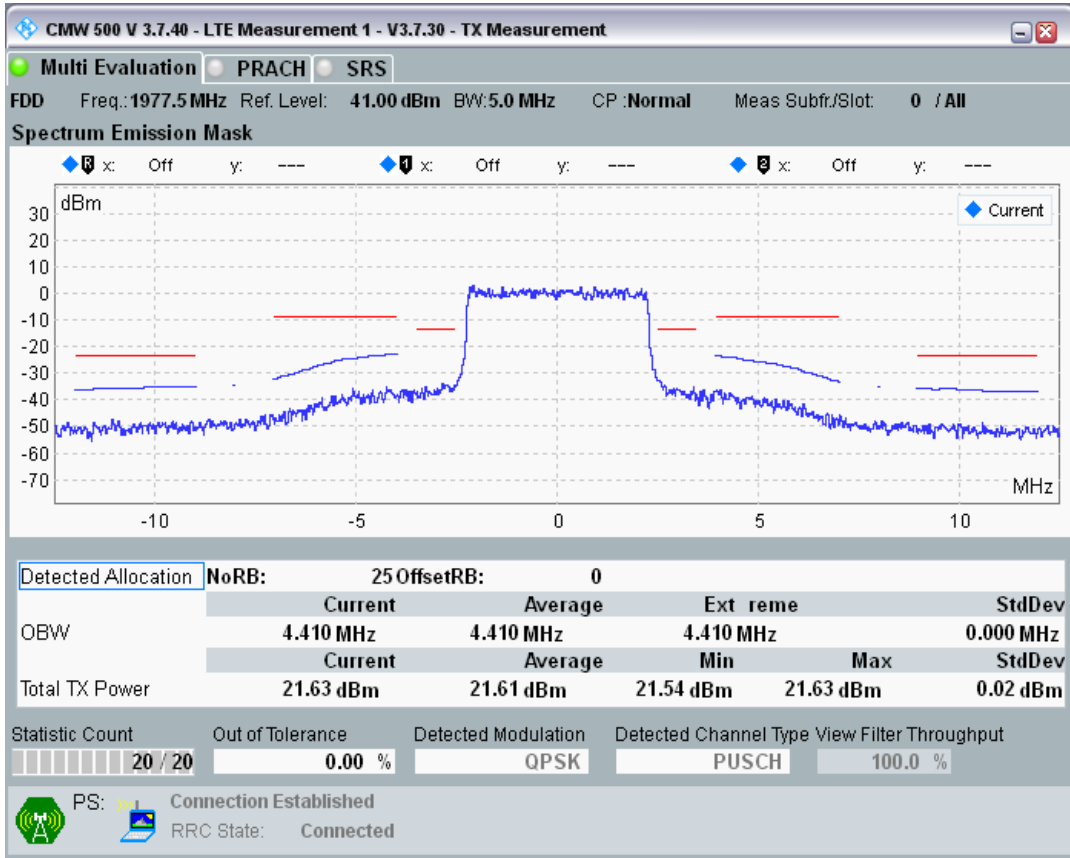 CMW 500 V 3.7.40 - LTE Measurement 1 - V3.7.30 - TX Measurement
Multi Evaluation PRACH SRS
FDD Freq.: 1977.5 MHz Ref. Level: 41.00 dBm BW: 5.0 MHz CP : Normal Meas Subfr./Slot: 0 / All
Spectrum Emission Mask
R x: Off y: --- 1 x: Off y: --- 2 x: Off y: ---
dBm
Current
30
20
10
0
-10
-20
-30
-40
-50
-60
-70
MHz
-10 -5 0 5 10
Detected Allocation NoRB: 25 OffsetRB: 0
Current Average Ext reme StdDev
OBW 4.410 MHz 4.410 MHz 4.410 MHz 0.000 MHz
Current Average Min Max StdDev
Total TX Power 21.63 dBm 21.61 dBm 21.54 dBm 21.63 dBm 0.02 dBm
Statistic Count Out of Tolerance Detected Modulation Detected Channel Type View Filter Throughput
20 / 20 0.00 % QPSK PUSCH 100.0 %
PS: Connection Established
RRC State: Connected